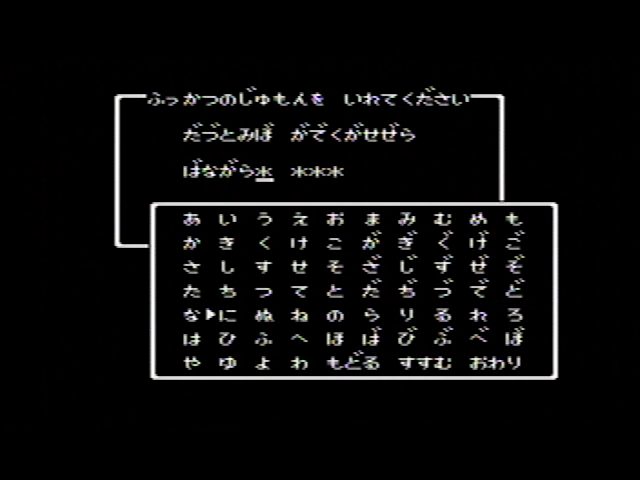 ふっかつのじゅもんを いれてください
だづとみぼ がでくがせぜら
ばながら* ***
あ い う え お ま み む め も
か き く け こ が ぎ ぐ げ ご
さ し す せ そ ざ じ ず ぜ ぞ
た ち つ て と だ ぢ づ で ど
な▶に ぬ ね の ら り る れ ろ
は ひ ふ へ ほ ば び ぶ べ ぼ
や ゆ よ わ もどる すすむ おわり